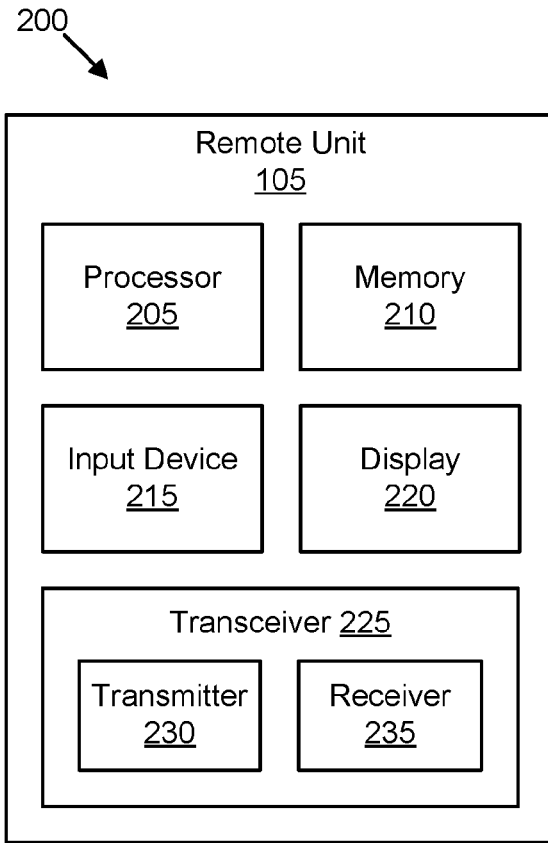 200
Remote Unit
105
Processor
205
Memory
210
Input Device
215
Display
220
Transceiver 225
Transmitter
230
Receiver
235